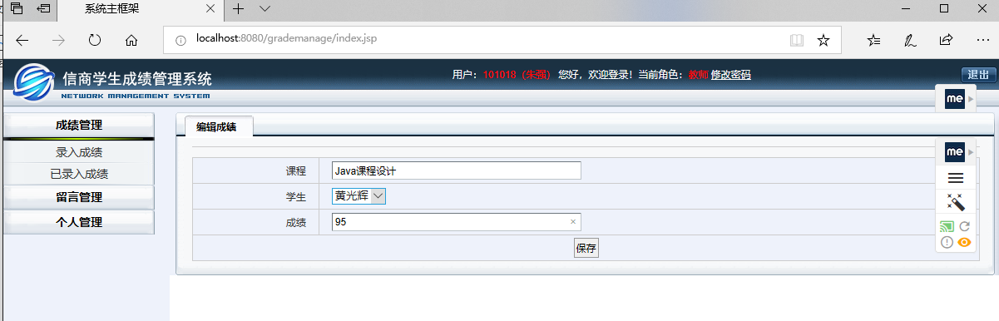 系统主框架
localhost:8080/grademanage/index.jsp
信商学生成绩管理系统
NETWORK MANAGEMENT SYSTEM
用户：101018（朱强） 您好，欢迎登录！当前角色：教师 修改密码
退出
me
成绩管理
录入成绩
已录入成绩
留言管理
个人管理
编辑成绩
me
课程 Java课程设计
学生 黄光辉
成绩 95
保存